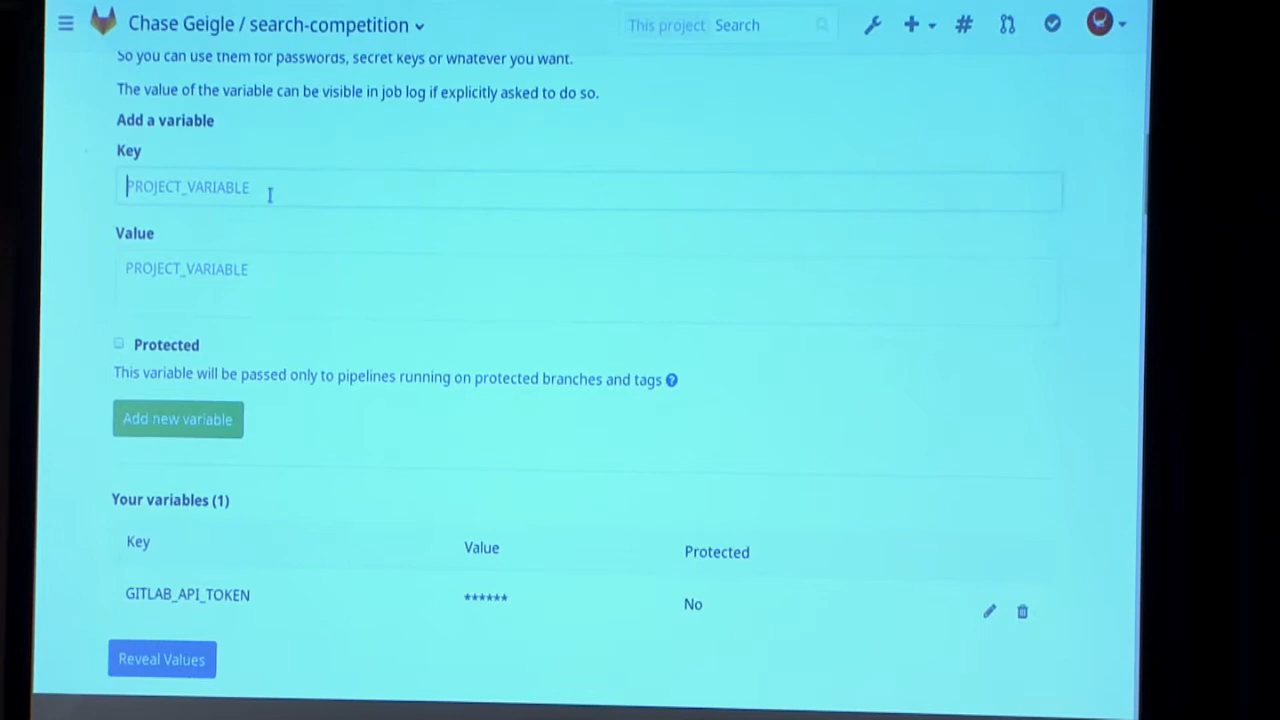 Chase Geigle / search-competition
This project Search
So you can use them for passwords, secret keys or whatever you want.
The value of the variable can be visible in job log if explicitly asked to do so.
Add a variable
Key
PROJECT_VARIABLE
Value
PROJECT_VARIABLE
Protected
This variable will be passed only to pipelines running on protected branches and tags
Add new variable
Your variables (1)
Key Value Protected
GITLAB_API_TOKEN ****** No
Reveal Values